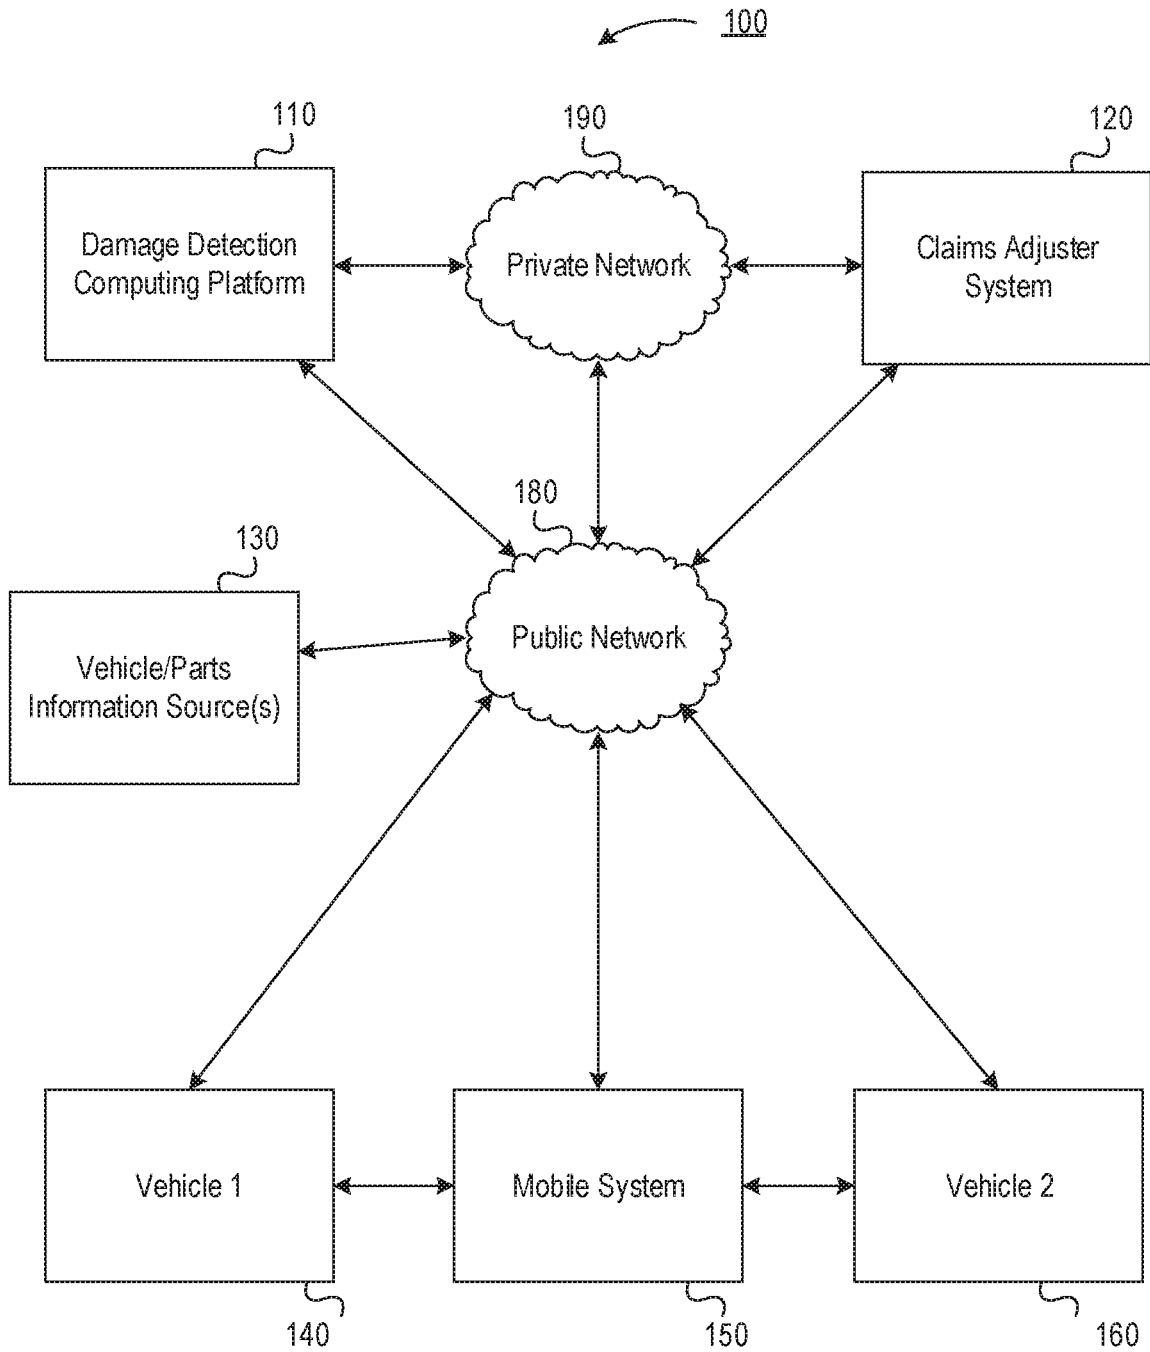 100
110
190
120
Damage Detection
Computing Platform
Private Network
Claims Adjuster
System
180
130
Public Network
Vehicle/Parts
Information Source(s)
Vehicle 1
Mobile System
Vehicle 2
140
150
160